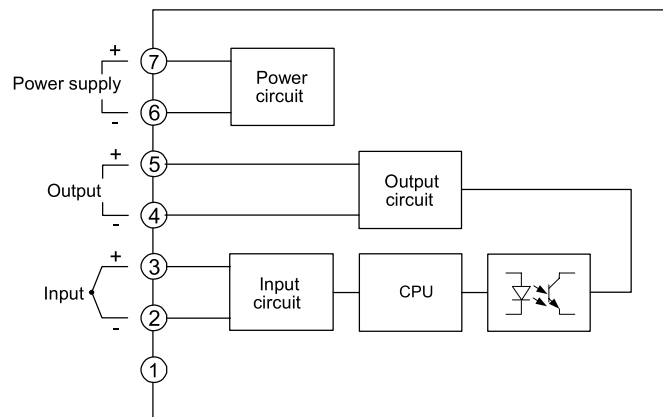 +
7
Power supply
Power
circuit
-
6
+
5
Output
Output
circuit
-
4
+
3
Input
Input
circuit
CPU
-
2
1